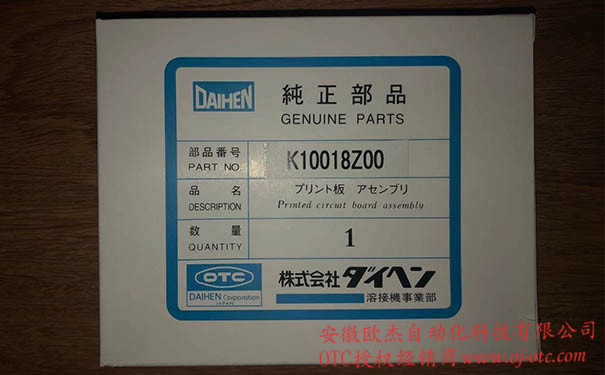 DAIHEN
純正部品
GENUINE PARTS
部品番号
PART NO.
K10018Z00
品名
DESCRIPTION
プリント板 アセンブリ
Printed circuit board assembly
数量
QUANTITY
1
OTC
DAIHEN Corporation
JAPAN
株式会社ダイヘン
溶接機事業部
安徽欧杰自动化科技有限公司
OTC授权经销商www.oj-otc.com